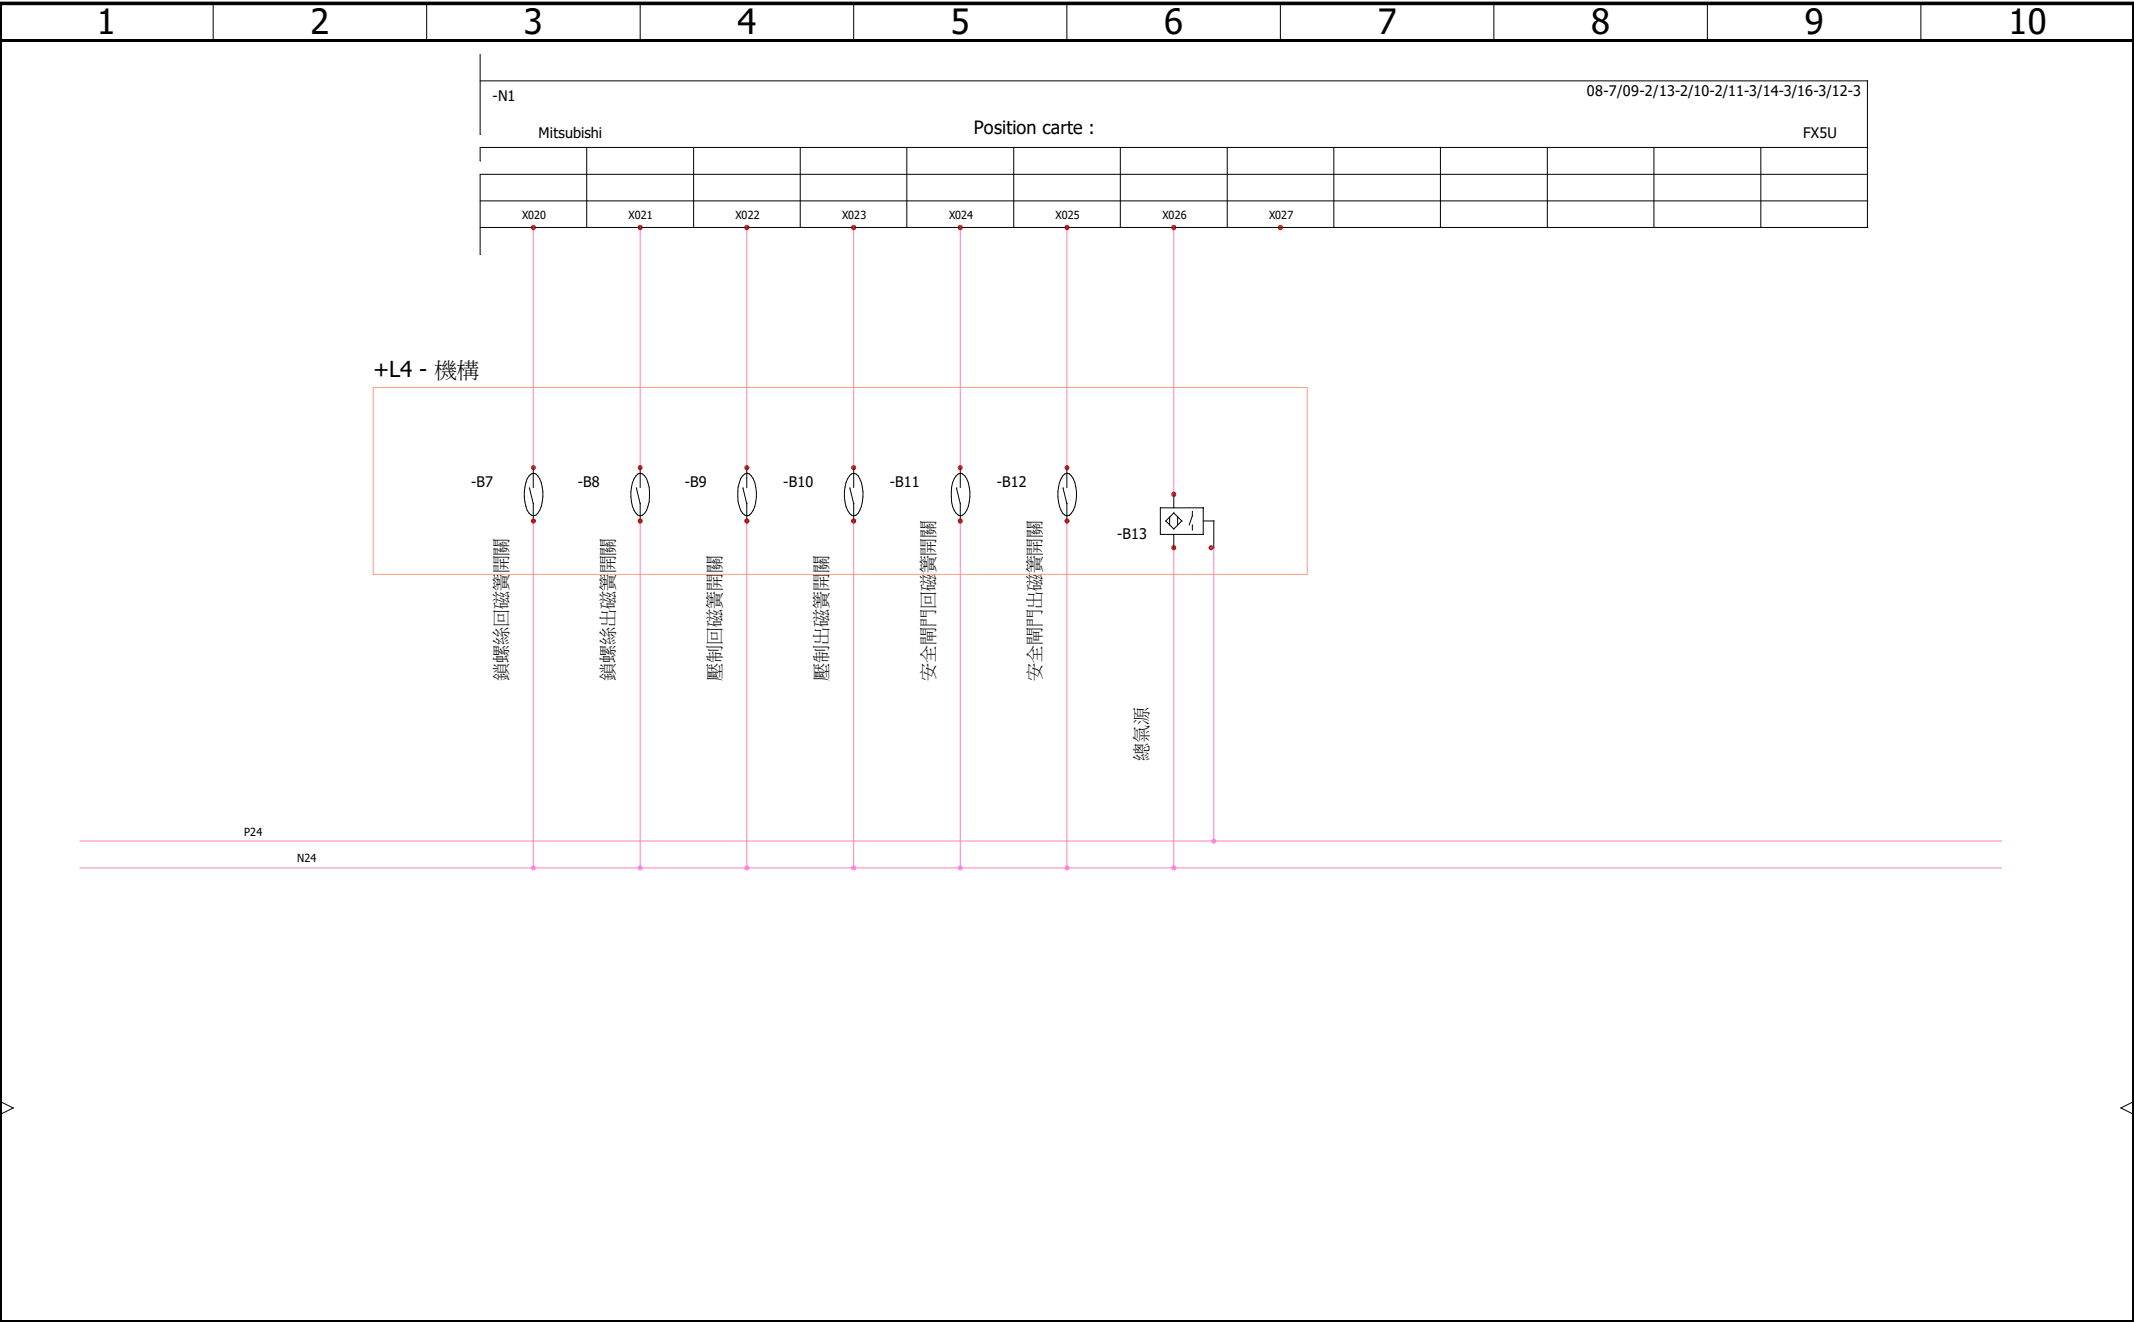 1 2 3 4 5 6 7 8 9 10
-N1 08-7/09-2/13-2/10-2/11-3/14-3/16-3/12-3
Mitsubishi Position carte : FX5U
X020 X021 X022 X023 X024 X025 X026 X027
+L4 - 機構
-B7 -B8 -B9 -B10 -B11 -B12
-B13
鎖螺絲回磁簧開關
鎖螺絲出磁簧開關
壓制回磁簧開關
壓制出磁簧開關
安全閘門回磁簧開關
安全閘門出磁簧開關
總氣源
P24
N24